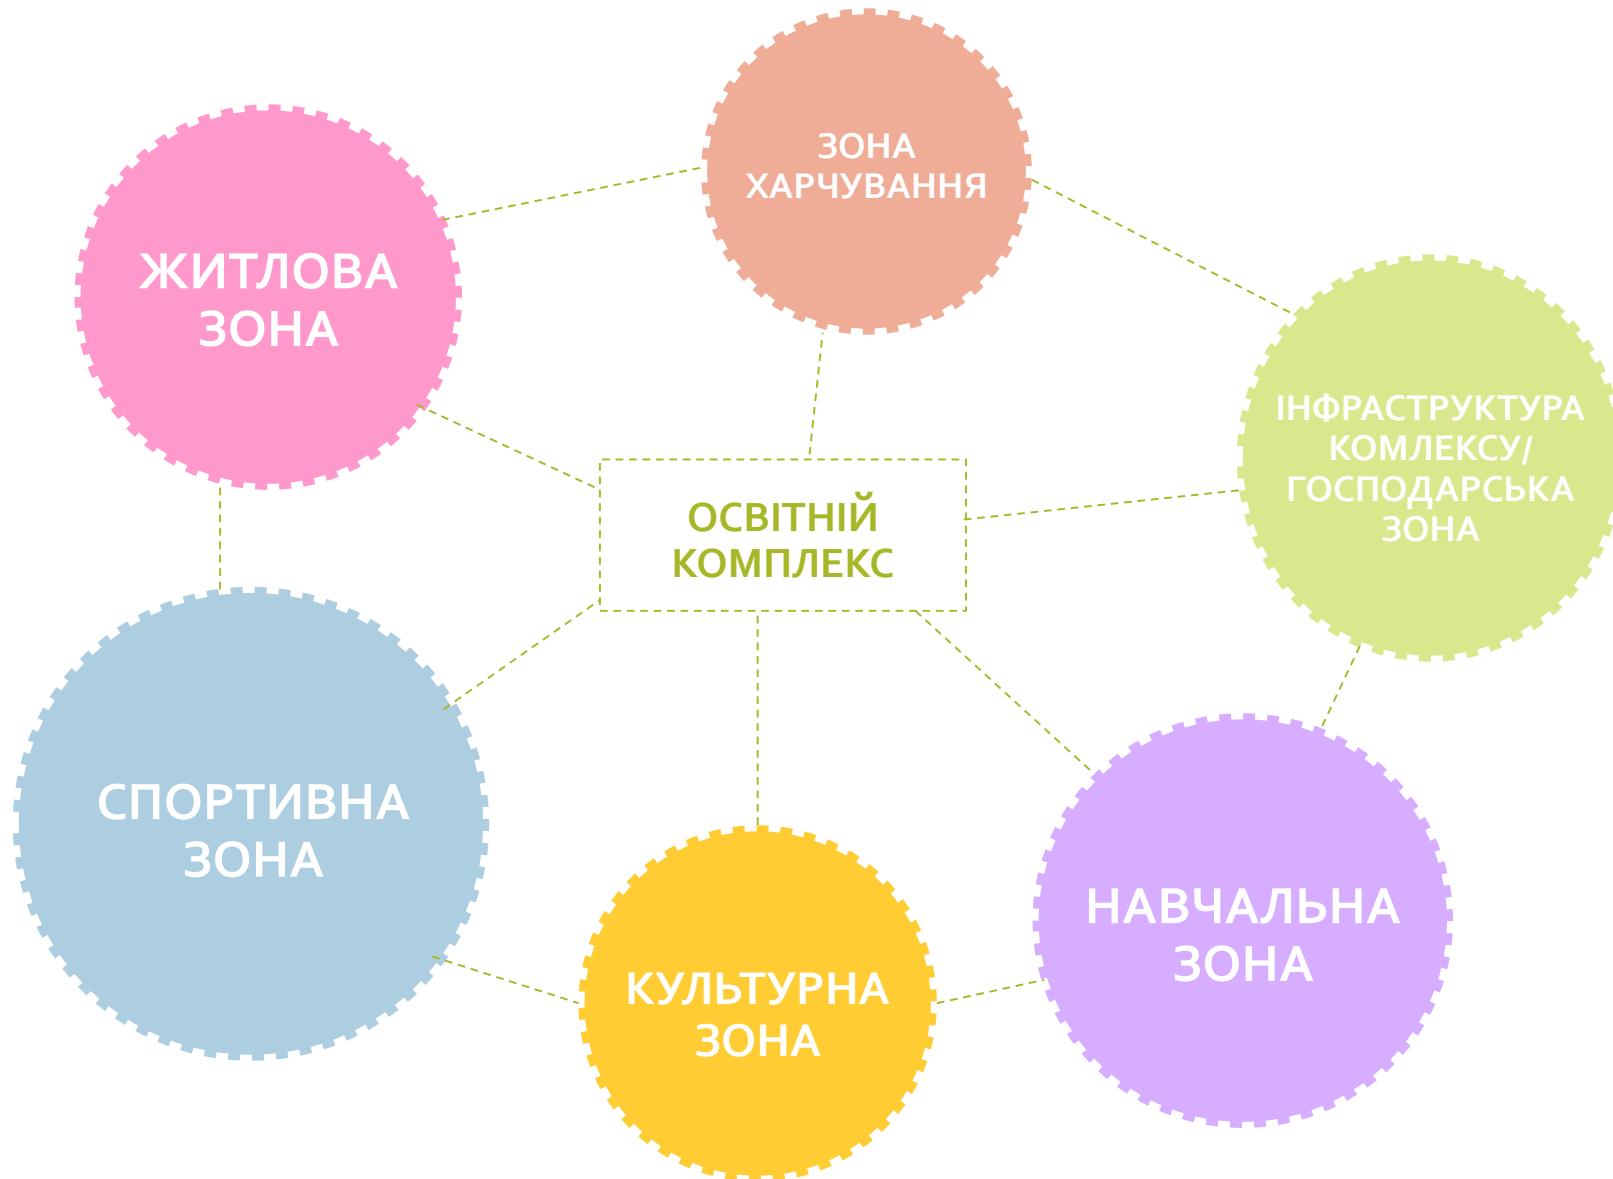 ЗОНА
ХАРЧУВАННЯ
ЖИТЛОВА
ЗОНА
ІНФРАСТРУКТУРА
КОМЛЕКСУ/
ГОСПОДАРСЬКА
ЗОНА
ОСВІТНІЙ
КОМПЛЕКС
СПОРТИВНА
ЗОНА
НАВЧАЛЬНА
ЗОНА
КУЛЬТУРНА
ЗОНА